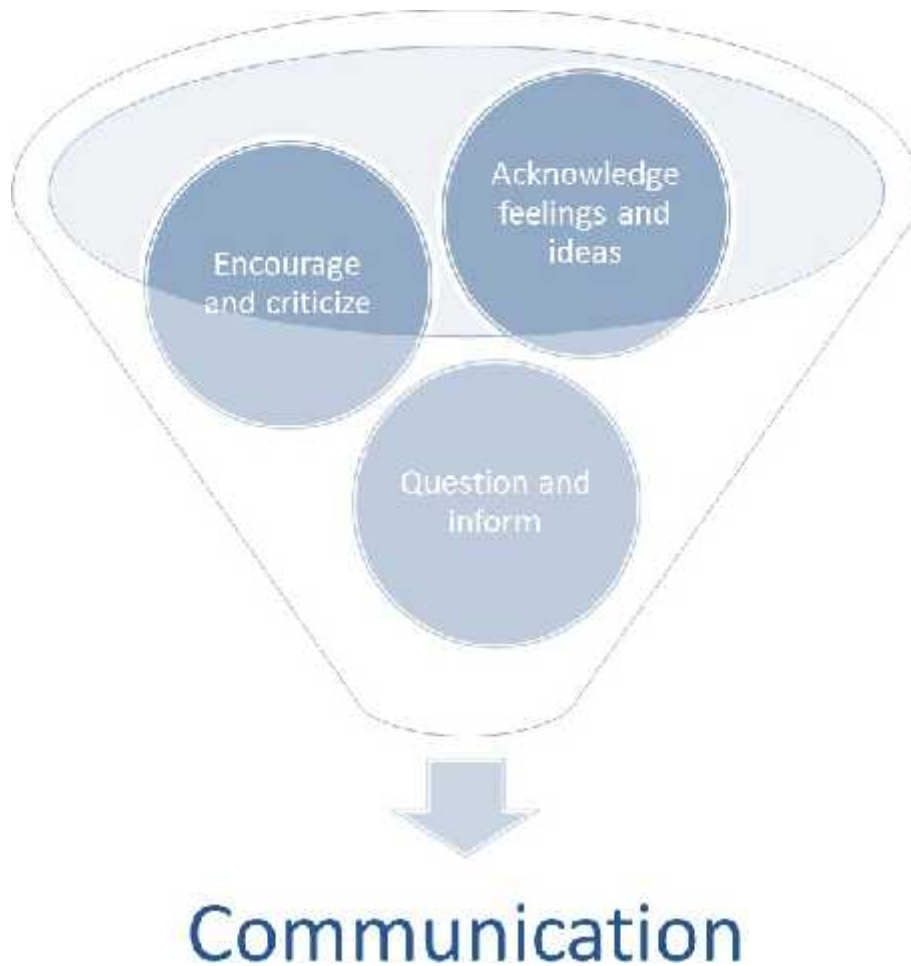 Acknowledge
feelings and
ideas
Encourage
and criticize
Question and
inform
Communication